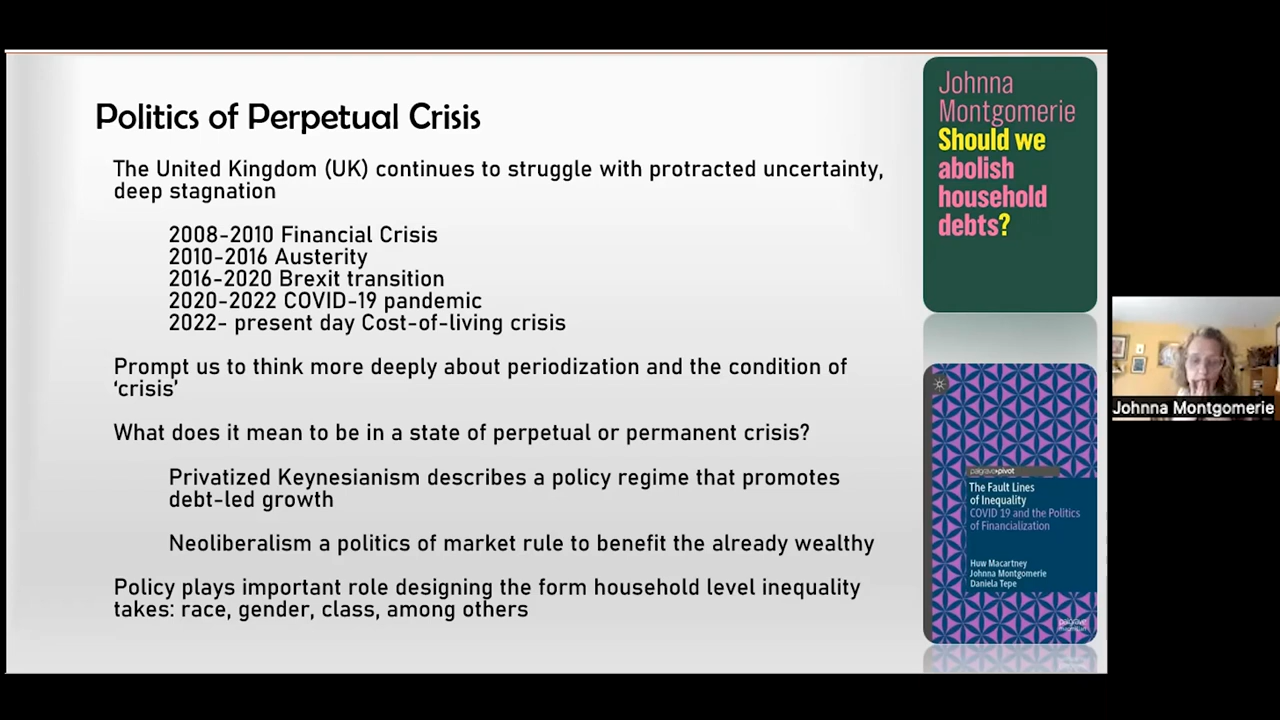 Politics of Perpetual Crisis
The United Kingdom (UK) continues to struggle with protracted uncertainty,
deep stagnation
2008-2010 Financial Crisis
2010-2016 Austerity
2016-2020 Brexit transition
2020-2022 COVID-19 pandemic
2022- present day Cost-of-living crisis
Prompt us to think more deeply about periodization and the condition of
‘crisis’
What does it mean to be in a state of perpetual or permanent crisis?
Privatized Keynesianism describes a policy regime that promotes
debt-led growth
Neoliberalism a politics of market rule to benefit the already wealthy
Policy plays important role designing the form household level inequality
takes: race, gender, class, among others
Johnna
Montgomerie
Should we
abolish
household
debts?
palgrave pivot
The Fault Lines
of Inequality
COVID 19 and the Politics
of Financialization
Huw Macartney
Johnna Montgomerie
Daniela Tepe
palgrave
macmillan
Johnna Montgomerie